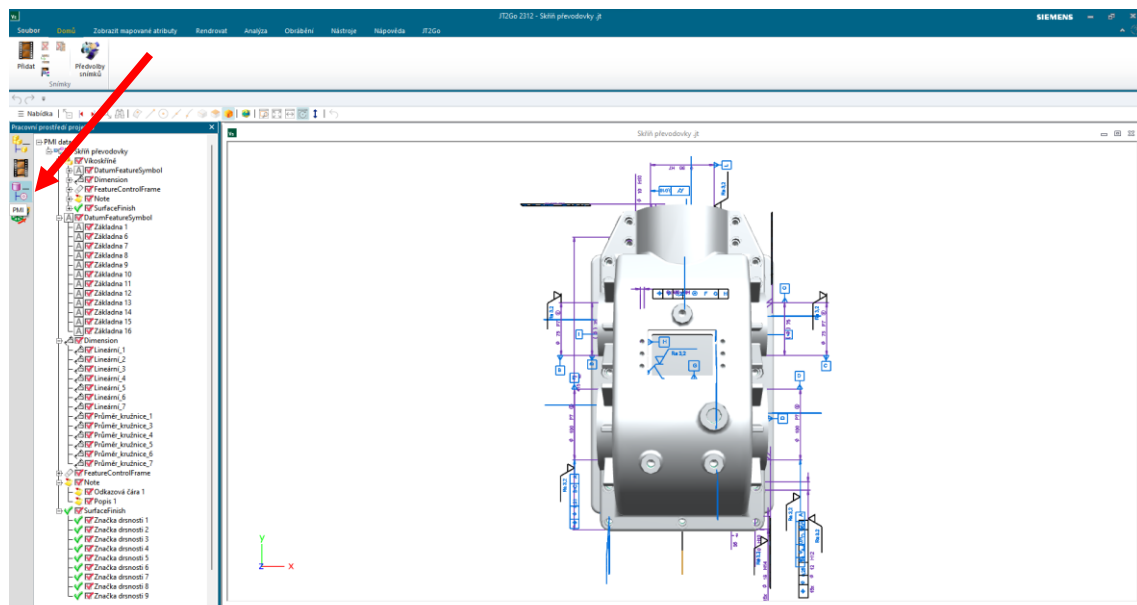 JT2Go 2312 - Skříň převodovky .jt
SIEMENS
Soubor Domů Zobrazit mapované atributy Rendrovat Analýza Obrábění Nástroje Nápověda JT2Go
Přidat
Předvolby snímků
Snímky
Nabídka
Pracovní prostředí proje
PMI data
Skříň převodovky
Víkoskříně
DatumFeatureSymbol
Dimension
FeatureControlFrame
Note
SurfaceFinish
PMI
DatumFeatureSymbol
Základna 1
Základna 6
Základna 7
Základna 8
Základna 9
Základna 10
Základna 11
Základna 12
Základna 13
Základna 14
Základna 15
Základna 16
Dimension
Lineární_1
Lineární_2
Lineární_3
Lineární_4
Lineární_5
Lineární_6
Lineární_7
Průměr_kružnice_1
Průměr_kružnice_3
Průměr_kružnice_4
Průměr_kružnice_5
Průměr_kružnice_6
Průměr_kružnice_7
FeatureControlFrame
Note
Odkazová čára 1
Popis 1
SurfaceFinish
Značka drsnosti 1
Značka drsnosti 2
Značka drsnosti 3
Značka drsnosti 4
Značka drsnosti 5
Značka drsnosti 6
Značka drsnosti 7
Značka drsnosti 8
Značka drsnosti 9
Skříň převodovky .jt
Ra 3,2
H
G
D
C
y
z
x